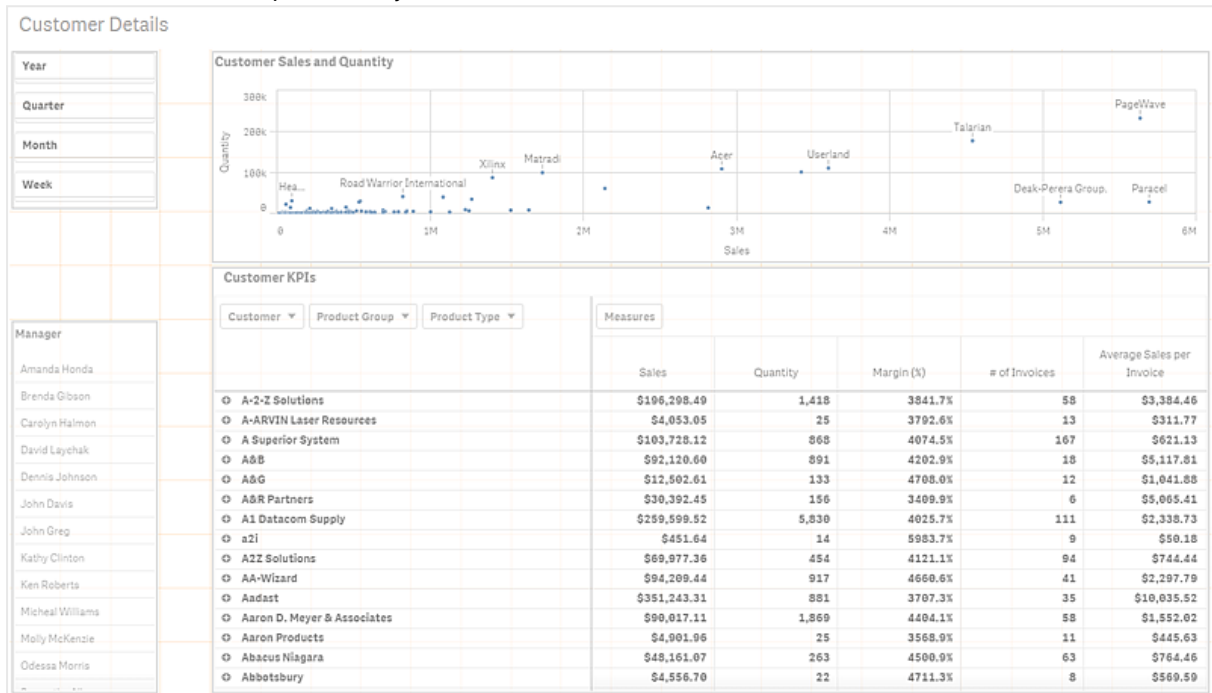 Customer Details
Year
Quarter
Month
Week
Customer Sales and Quantity
300k
200k
100k
0
Quantity
PageWave
Talarian
Xilinx
Matradi
Acer
Userland
Hea...
Road Warrior International
Deak-Perera Group.
Paracel
0 1M 2M 3M 4M 5M 6M
Sales
Customer KPIs
Customer Product Group Product Type Measures
Sales Quantity Margin (%) # of Invoices Average Sales per
Invoice
A-2-Z Solutions $196,298.49 1,418 3841.7% 58 $3,384.46
A-ARVIN Laser Resources $4,053.05 25 3792.6% 13 $311.77
A Superior System $103,728.12 868 4074.5% 167 $621.13
A&B $92,120.60 891 4202.9% 18 $5,117.81
A&G $12,502.61 133 4708.0% 12 $1,041.88
A&R Partners $30,392.45 156 3409.9% 6 $5,065.41
A1 Datacom Supply $259,599.52 5,830 4025.7% 111 $2,338.73
a2i $451.64 14 5983.7% 9 $50.18
A2Z Solutions $69,977.36 454 4121.1% 94 $744.44
AA-Wizard $94,209.44 917 4660.6% 41 $2,297.79
Aadast $351,243.31 881 3707.3% 35 $10,035.52
Aaron D. Meyer & Associates $90,017.11 1,869 4404.1% 58 $1,552.02
Aaron Products $4,901.96 25 3568.9% 11 $445.63
Abacus Niagara $48,161.07 263 4500.9% 63 $764.46
Abbotsbury $4,556.70 22 4711.3% 8 $569.59
Manager
Amanda Honda
Brenda Gibson
Carolyn Halmon
David Laychak
Dennis Johnson
John Davis
John Greg
Kathy Clinton
Ken Roberts
Micheal Williams
Molly McKenzie
Odessa Morris